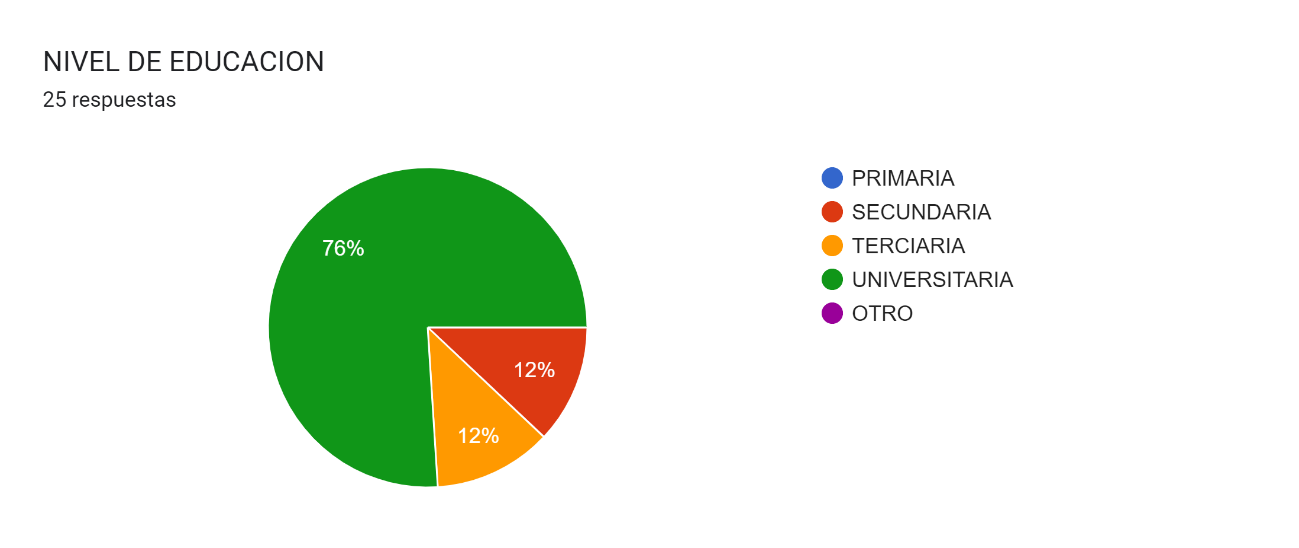 NIVEL DE EDUCACION
25 respuestas
76%
12%
12%
PRIMARIA
SECUNDARIA
TERCIARIA
UNIVERSITARIA
OTRO